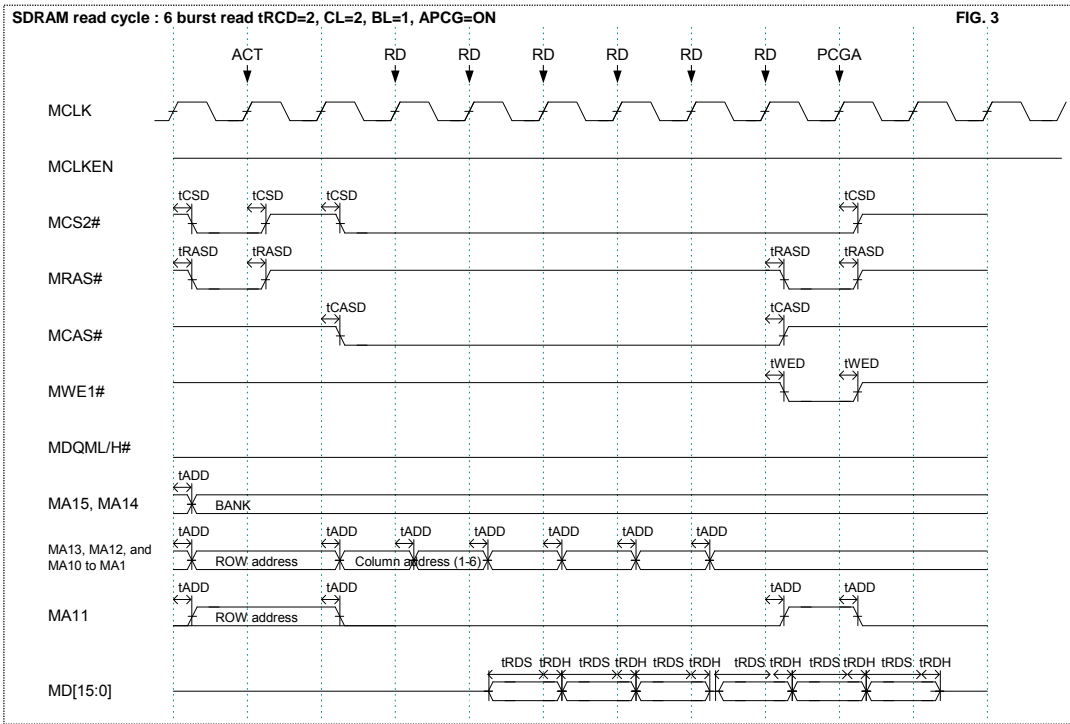 SDRAM read cycle : 6 burst read tRCD=2, CL=2, BL=1, APCG=ON FIG. 3
ACT RD RD RD RD RD RD PCGA
MCLK
MCLKEN
tCSD tCSD tCSD tCSD
MCS2#
tRASD tRASD tRASD tRASD
MRAS#
tCASD tCASD
MCAS#
tWED tWED
MWE1#
MDQML/H#
tADD
MA15, MA14 BANK
tADD tADD tADD tADD tADD tADD tADD
MA13, MA12, and
MA10 to MA1 ROW address Column address (1-6)
tADD tADD tADD tADD
MA11 ROW address
tRDS tRDH tRDS tRDH tRDS tRDH tRDS tRDH tRDS tRDH tRDS tRDH
MD[15:0]